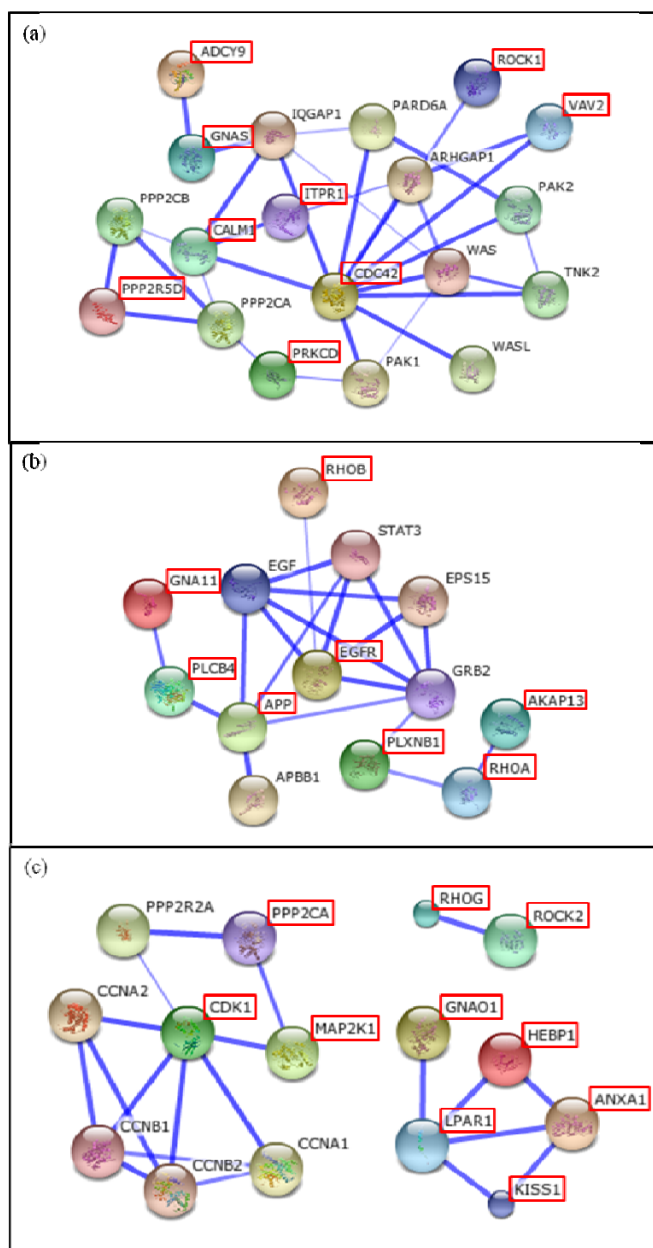 (a)
ADCY9
ROCK1
GNAS
IQGAP1
PARD6A
VAV2
ARHGAP1
PPP2CB
ITPR1
PAK2
CALM1
WAS
CDC42
PPP2R5D
PPP2CA
TNK2
PRKCD
PAK1
WASL
(b)
RHOB
STAT3
EGF
EPS15
GNA11
EGFR
PLCB4
GRB2
APP
AKAP13
PLXNB1
APBB1
RHOA
(c)
PPP2R2A
PPP2CA
RHOG
ROCK2
CCNA2
CDK1
MAP2K1
GNAO1
HEBP1
ANXA1
CCNB1
CCNB2
CCNA1
LPAR1
KISS1